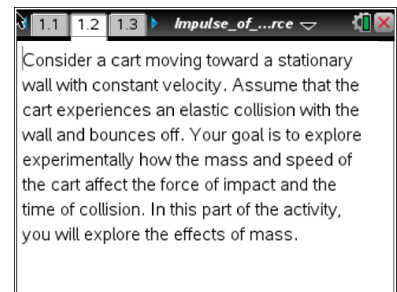 1.1 1.2 1.3 Impulse_of_...rce
Consider a cart moving toward a stationary
wall with constant velocity. Assume that the
cart experiences an elastic collision with the
wall and bounces off. Your goal is to explore
experimentally how the mass and speed of
the cart affect the force of impact and the
time of collision. In this part of the activity,
you will explore the effects of mass.